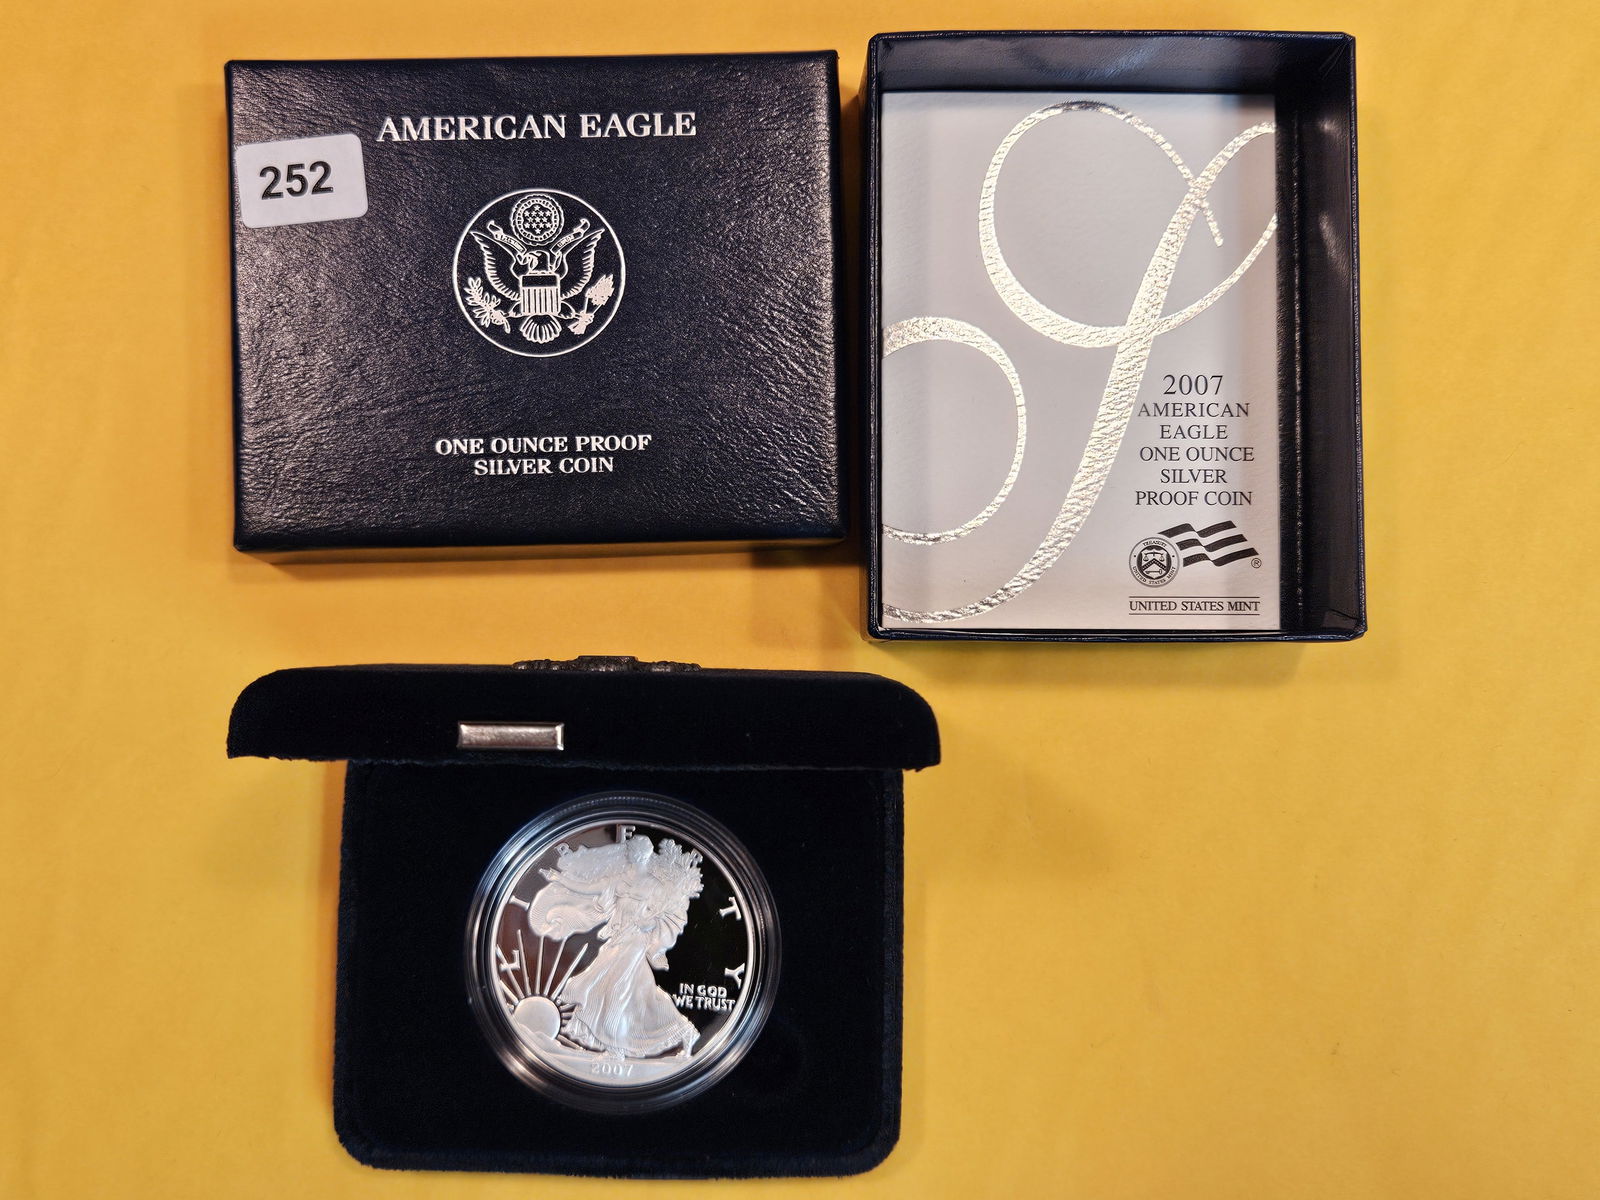 AMERICAN EAGLE
252
ONE OUNCE PROOF
SILVER COIN
2007
AMERICAN
EAGLE
ONE OUNCE
SILVER
PROOF COIN
®
UNITED STATES MINT
LIBERTY
IN GOD
WE TRUST
2007